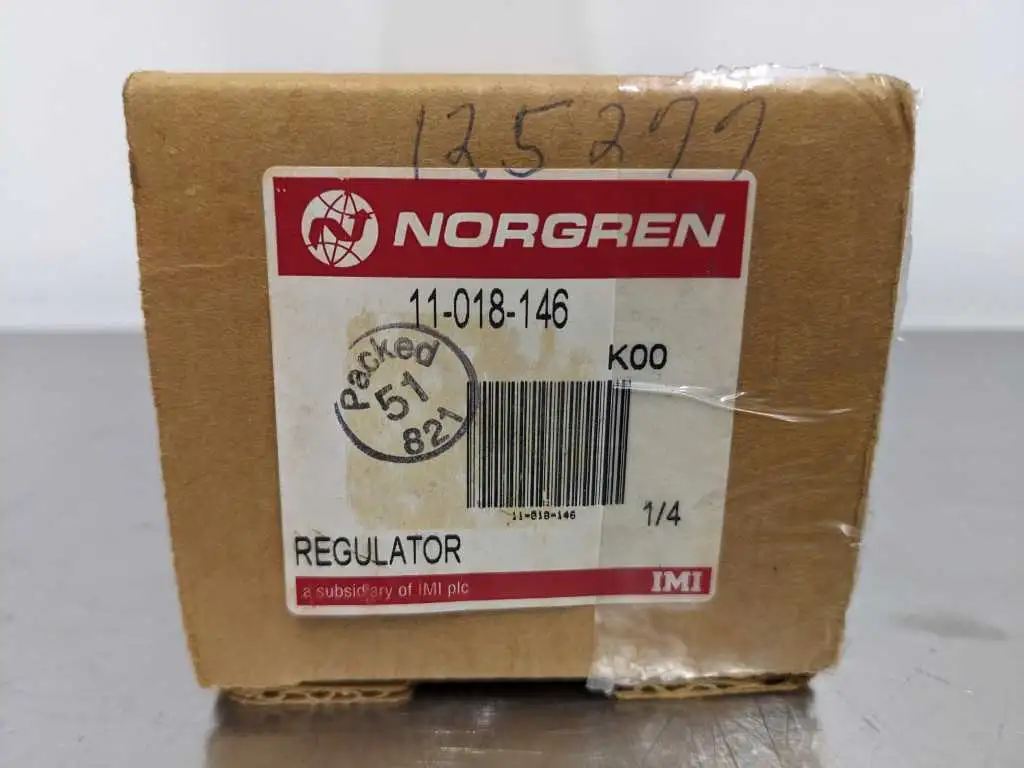 125277
NORGREN
11-018-146
K00
Packed
51
821
11-018-146
1/4
REGULATOR
a subsidiary of IMI plc
IMI